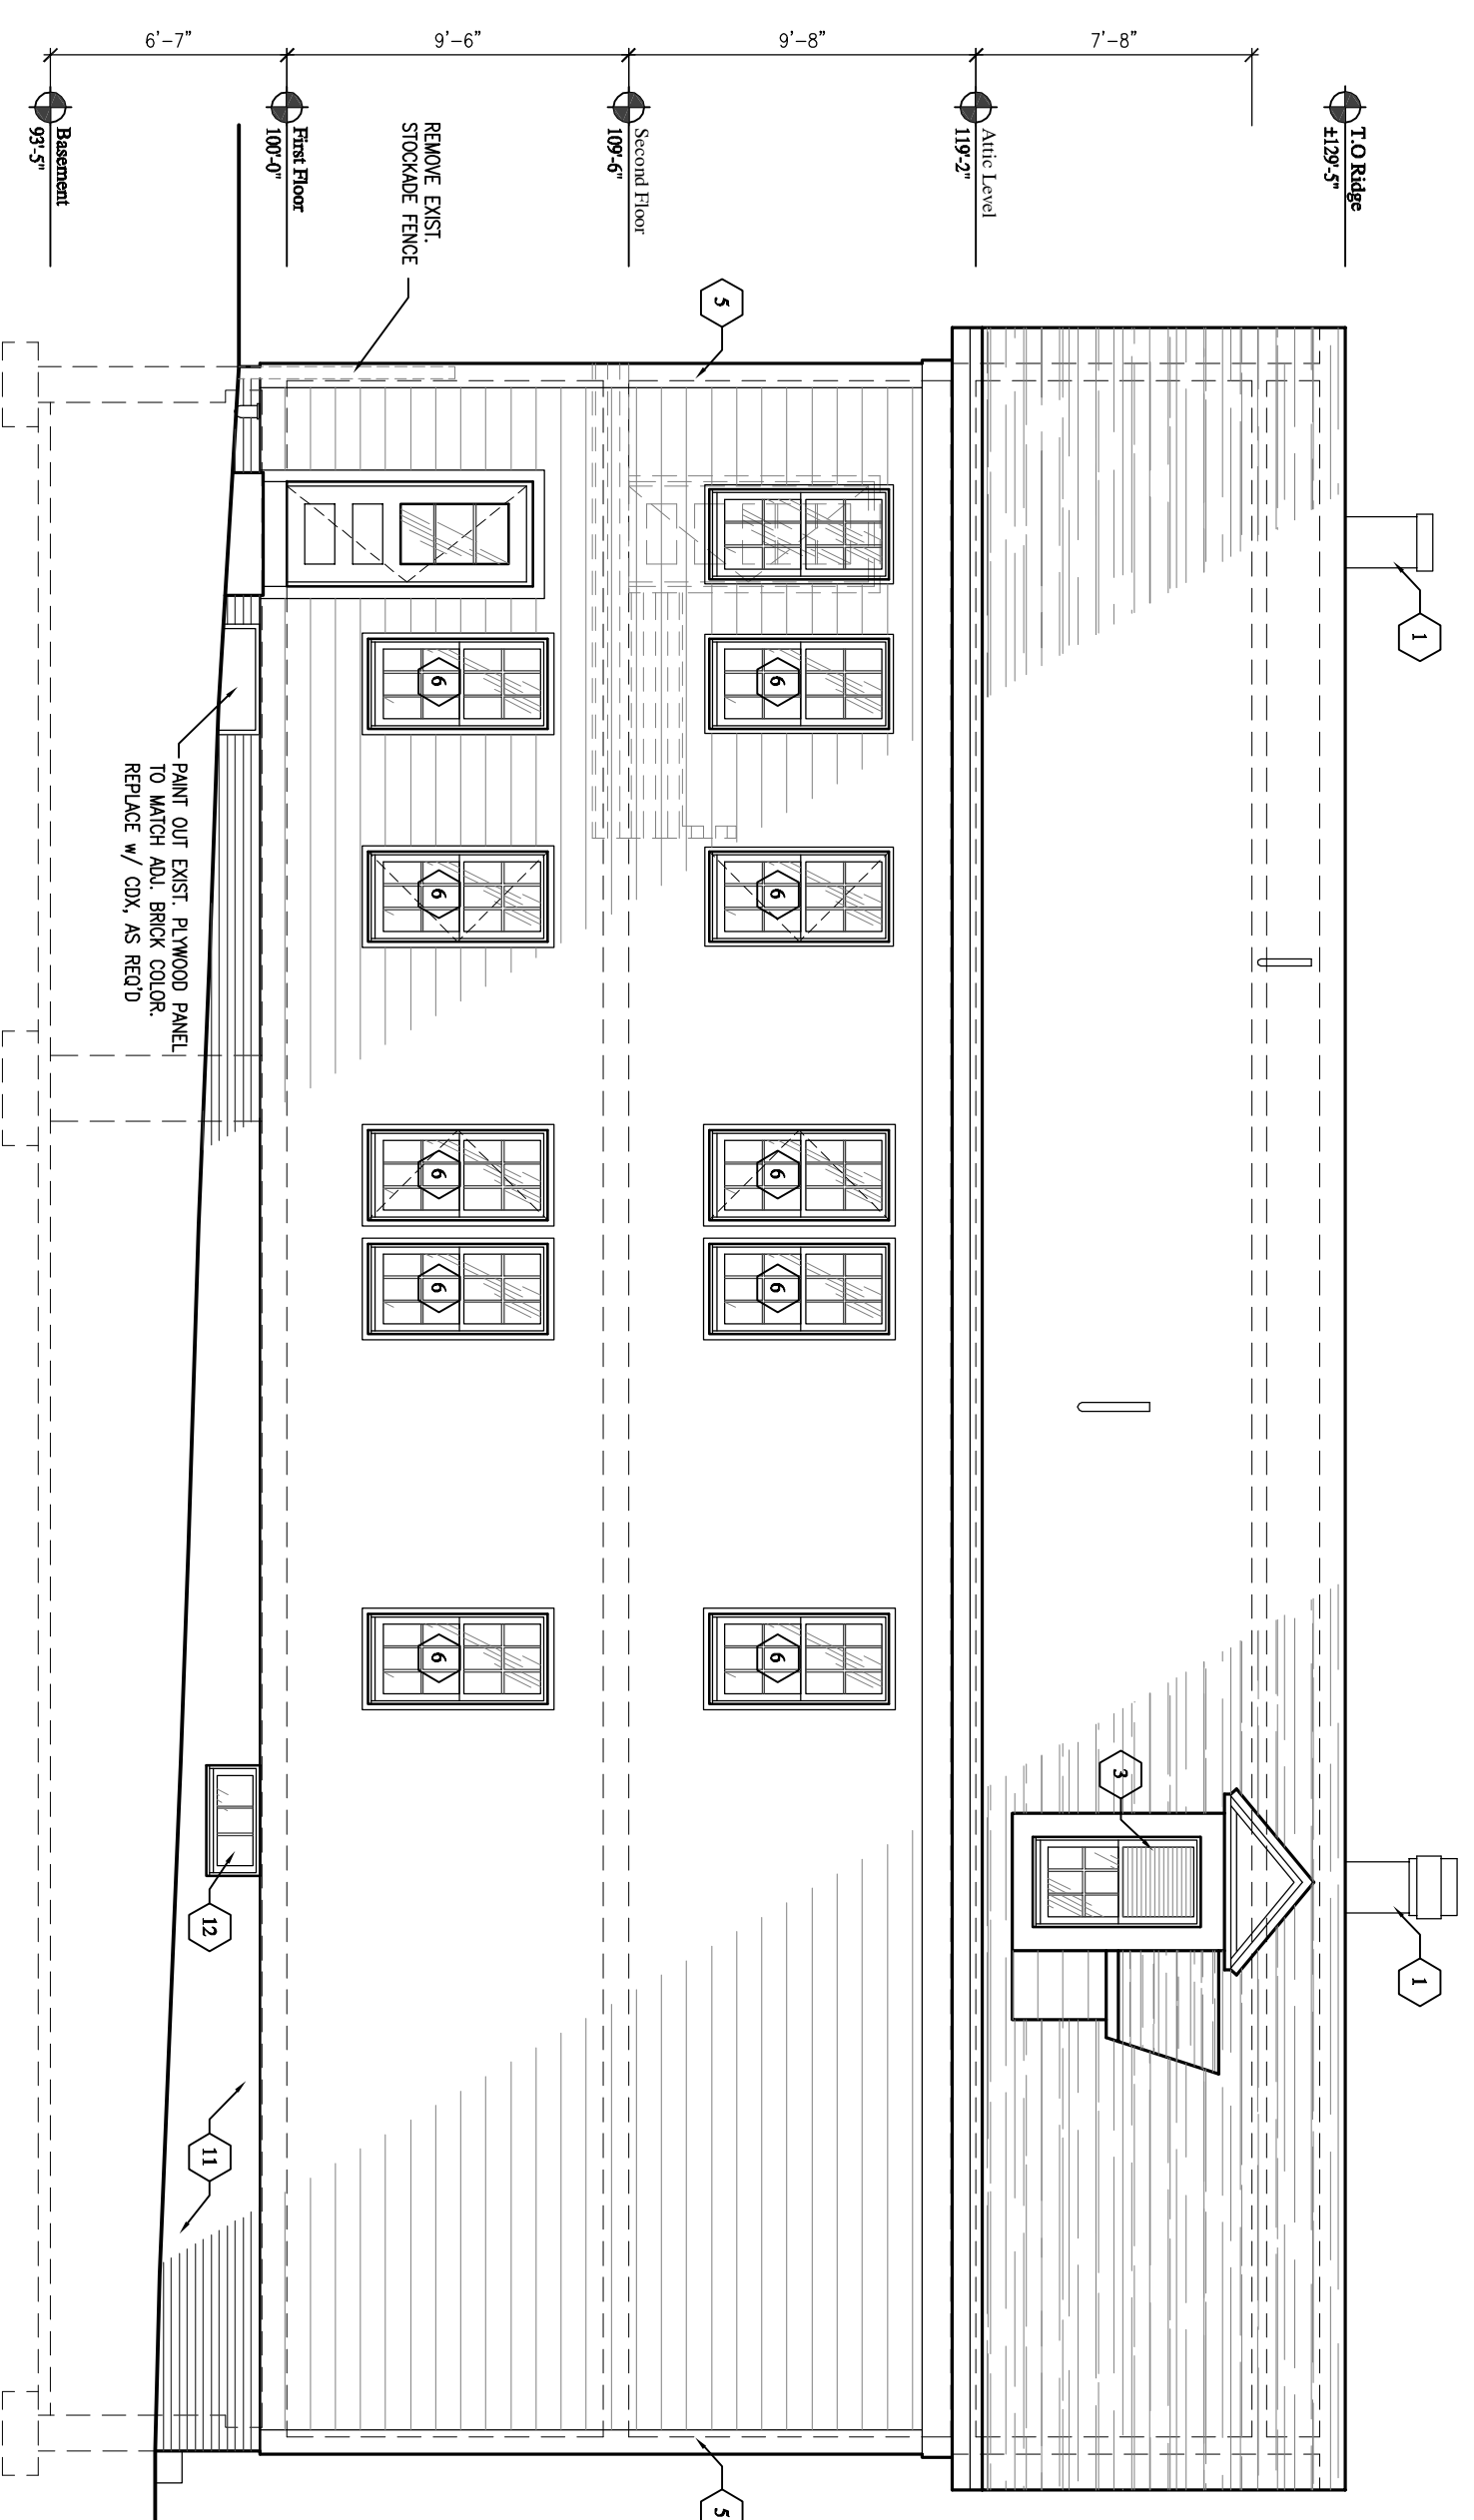 T.O Ridge
±129'-5"
7'-8"
Attic Level
119'-2"
9'-8"
Second Floor
109'-6"
9'-6"
First Floor
100'-0"
6'-7"
Basement
93'-5"
REMOVE EXIST.
STOCKADE FENCE
PAINT OUT EXIST. PLYWOOD PANEL
TO MATCH ADJ. BRICK COLOR.
REPLACE w/ CDX, AS REQ'D
1
1
3
5
5
6
6
6
6
6
6
6
6
6
6
12
11